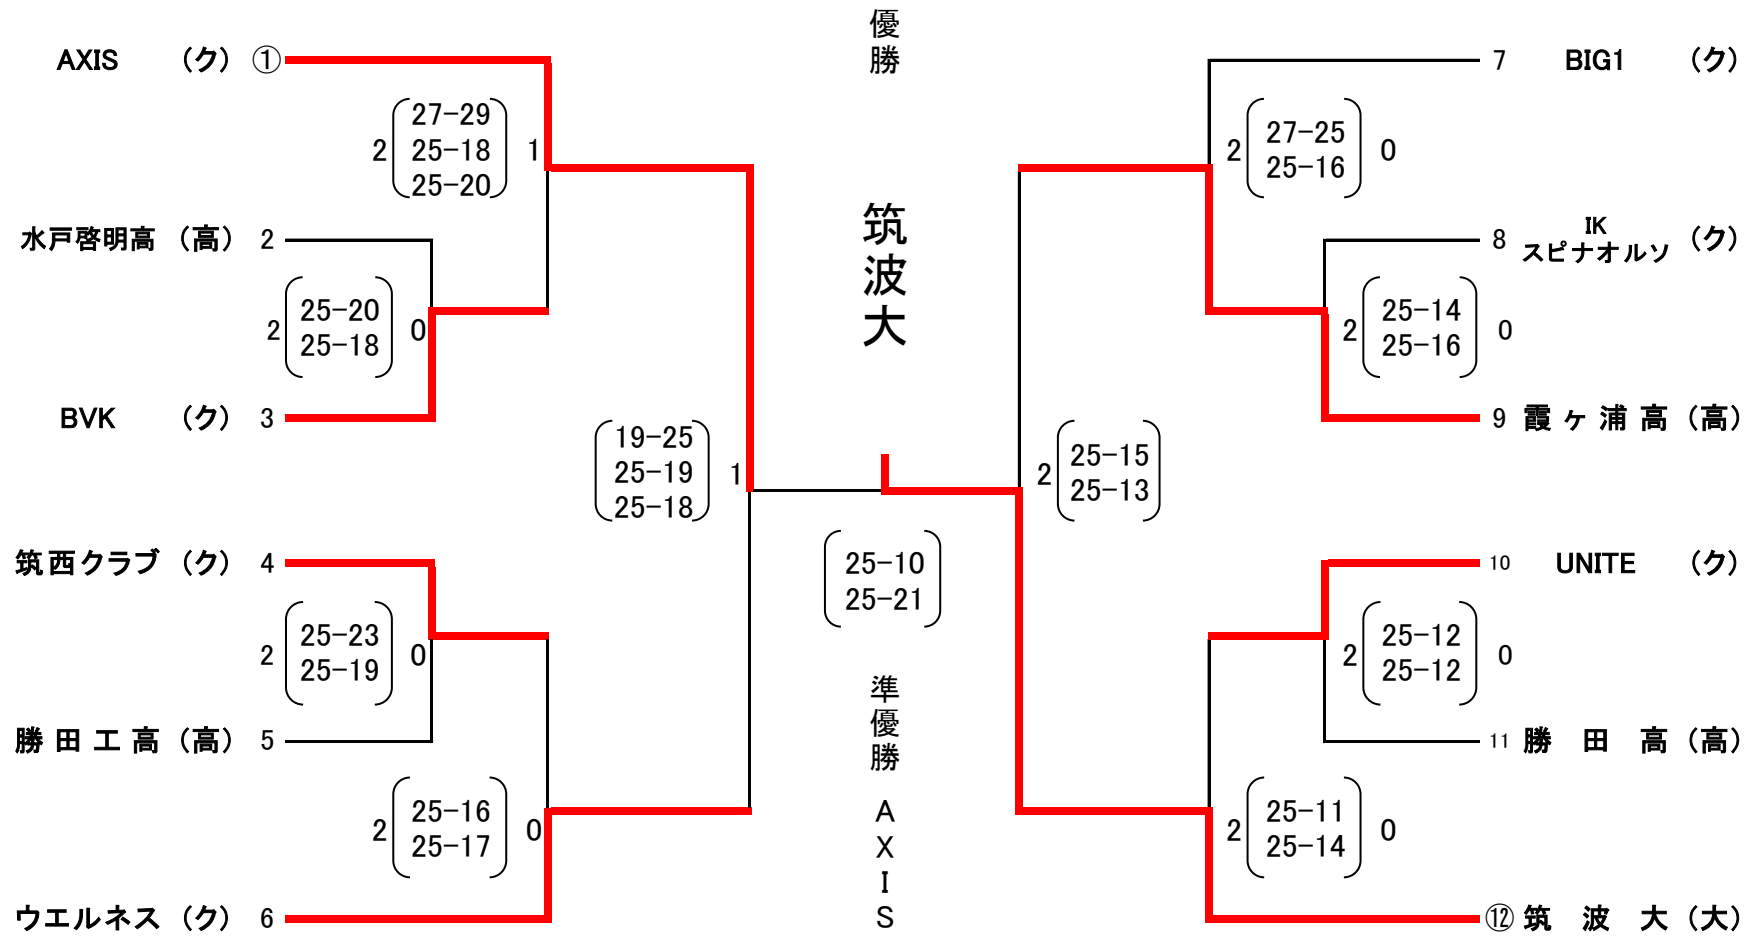 AXIS (ク) ①
2 27-29 1
25-18
25-20
水戸啓明高 (高) 2
2 25-20 0
25-18
BVK (ク) 3
19-25 1
25-19
25-18
筑西クラブ (ク) 4
2 25-23 0
25-19
勝田工高 (高) 5
2 25-16 0
25-17
ウエルネス (ク) 6
優勝
筑波大
25-10
25-21
準優勝
AXIS
7 BIG1 (ク)
2 27-25 0
25-16
8 IK スピナオルソ (ク)
2 25-14 0
25-16
9 霞ヶ浦高 (高)
2 25-15
25-13
10 UNITE (ク)
2 25-12 0
25-12
11 勝田高 (高)
2 25-11 0
25-14
⑫ 筑波大 (大)